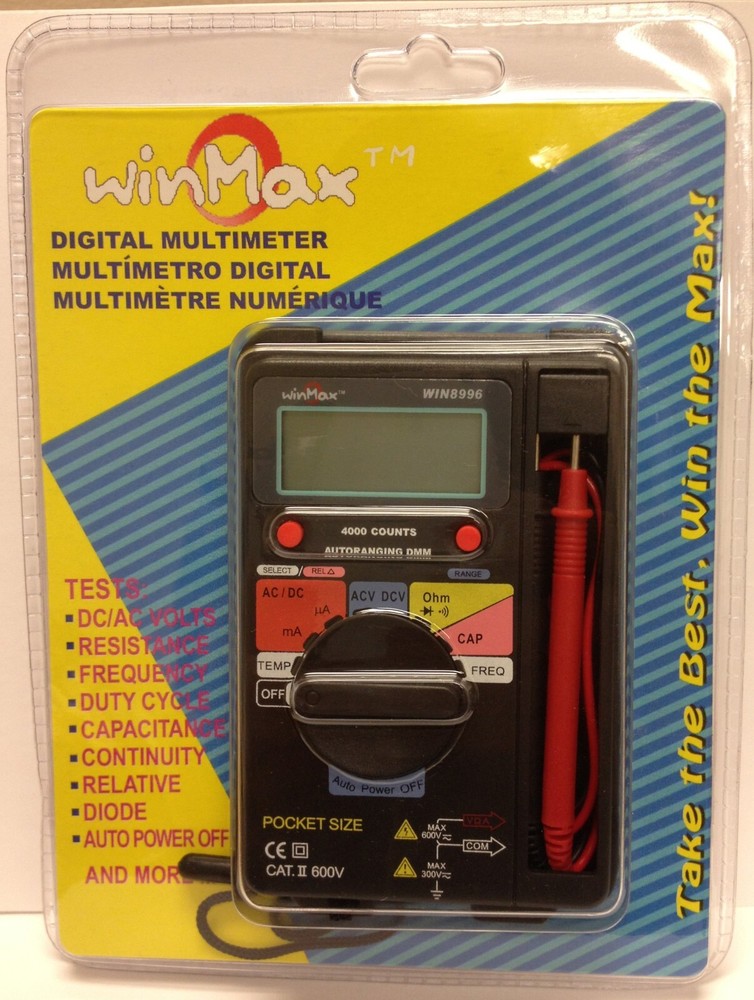 winMax TM
DIGITAL MULTIMETER
MULTÍMETRO DIGITAL
MULTIMÈTRE NUMÉRIQUE
Take the Best, Win the Max!
winMax™
WIN8996
4000 COUNTS
AUTORANGING DMM
SELECT / REL△
RANGE
AC / DC
μA
mA
ACV DCV
Ohm
CAP
TEMP
FREQ
OFF
Auto Power OFF
POCKET SIZE
CE
CAT. II 600V
MAX
600V
VΩA
COM
MAX
300V
TESTS:
▪ DC/AC VOLTS
▪ RESISTANCE
▪ FREQUENCY
▪ DUTY CYCLE
▪ CAPACITANCE
▪ CONTINUITY
▪ RELATIVE
▪ DIODE
▪ AUTO POWER OFF
AND MORE